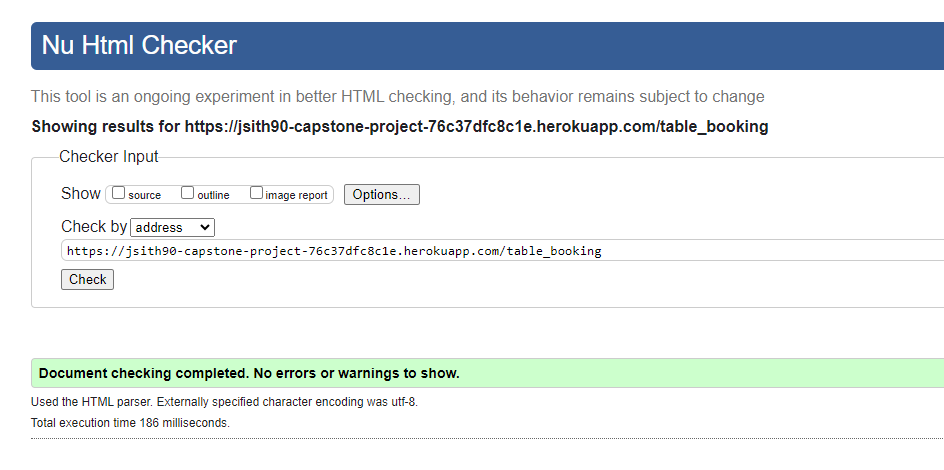 Nu Html Checker
This tool is an ongoing experiment in better HTML checking, and its behavior remains subject to change
Showing results for https://jsith90-capstone-project-76c37dfc8c1e.herokuapp.com/table_booking
Checker Input
Show source outline image report Options...
Check by address
https://jsith90-capstone-project-76c37dfc8c1e.herokuapp.com/table_booking
Check
Document checking completed. No errors or warnings to show.
Used the HTML parser. Externally specified character encoding was utf-8.
Total execution time 186 milliseconds.